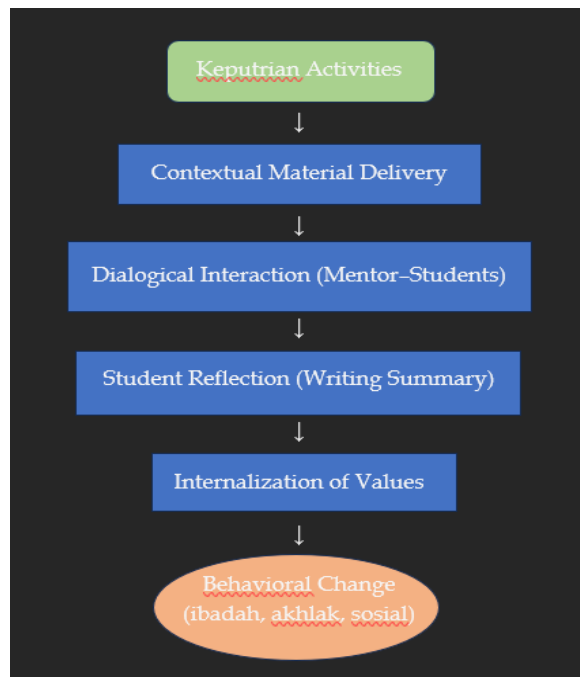 Keputrian Activities
↓
Contextual Material Delivery
↓
Dialogical Interaction (Mentor–Students)
↓
Student Reflection (Writing Summary)
↓
Internalization of Values
↓
Behavioral Change
(ibadah, akhlak, sosial)